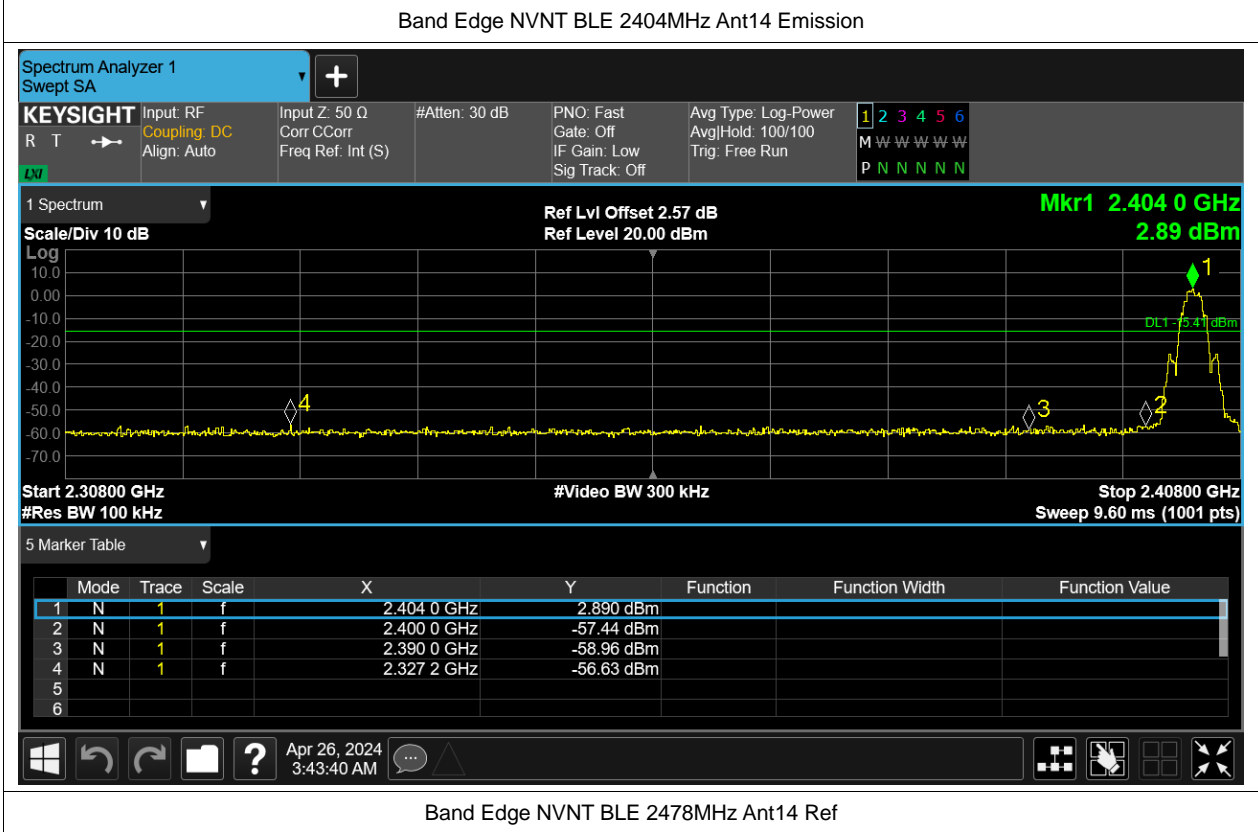 Band Edge NVNT BLE 2404MHz Ant14 Emission
Spectrum Analyzer 1
Swept SA
+
KEYSIGHT
R T
LXI
Input: RF
Coupling: DC
Align: Auto
Input Z: 50 Ω
Corr CCorr
Freq Ref: Int (S)
#Atten: 30 dB
PNO: Fast
Gate: Off
IF Gain: Low
Sig Track: Off
Avg Type: Log-Power
Avg|Hold: 100/100
Trig: Free Run
1 2 3 4 5 6
M W W W W W
P N N N N N
1 Spectrum
Scale/Div 10 dB
Ref Lvl Offset 2.57 dB
Ref Level 20.00 dBm
Mkr1 2.404 0 GHz
2.89 dBm
Log
10.0
0.00
-10.0
-20.0
-30.0
-40.0
-50.0
-60.0
-70.0
1
DL1 -15.41 dBm
4
3
2
Start 2.30800 GHz
#Video BW 300 kHz
Stop 2.40800 GHz
#Res BW 100 kHz
Sweep 9.60 ms (1001 pts)
5 Marker Table
Mode Trace Scale X Y Function Function Width Function Value
1 N 1 f 2.404 0 GHz 2.890 dBm
2 N 1 f 2.400 0 GHz -57.44 dBm
3 N 1 f 2.390 0 GHz -58.96 dBm
4 N 1 f 2.327 2 GHz -56.63 dBm
5
6
?
Apr 26, 2024
3:43:40 AM
Band Edge NVNT BLE 2478MHz Ant14 Ref